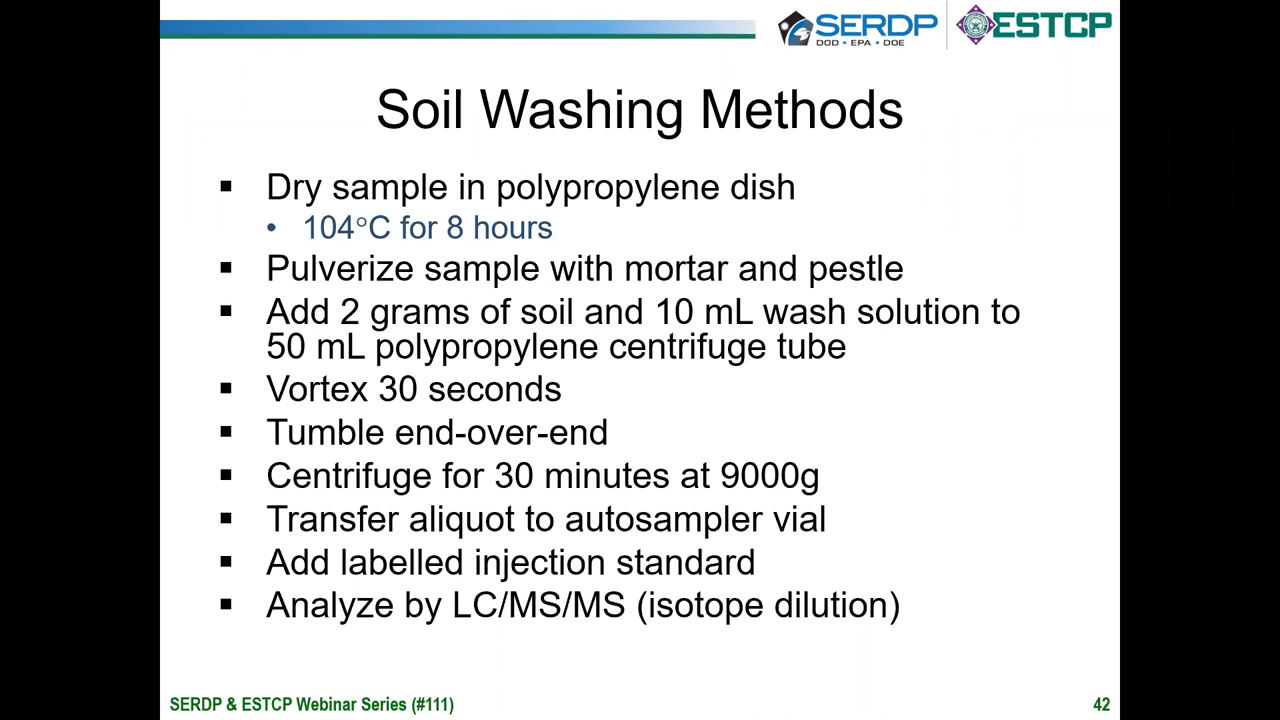 SERDP
DOD • EPA • DOE
ESTCP
Soil Washing Methods
▪ Dry sample in polypropylene dish
• 104°C for 8 hours
▪ Pulverize sample with mortar and pestle
▪ Add 2 grams of soil and 10 mL wash solution to
50 mL polypropylene centrifuge tube
▪ Vortex 30 seconds
▪ Tumble end-over-end
▪ Centrifuge for 30 minutes at 9000g
▪ Transfer aliquot to autosampler vial
▪ Add labelled injection standard
▪ Analyze by LC/MS/MS (isotope dilution)
SERDP & ESTCP Webinar Series (#111)
42